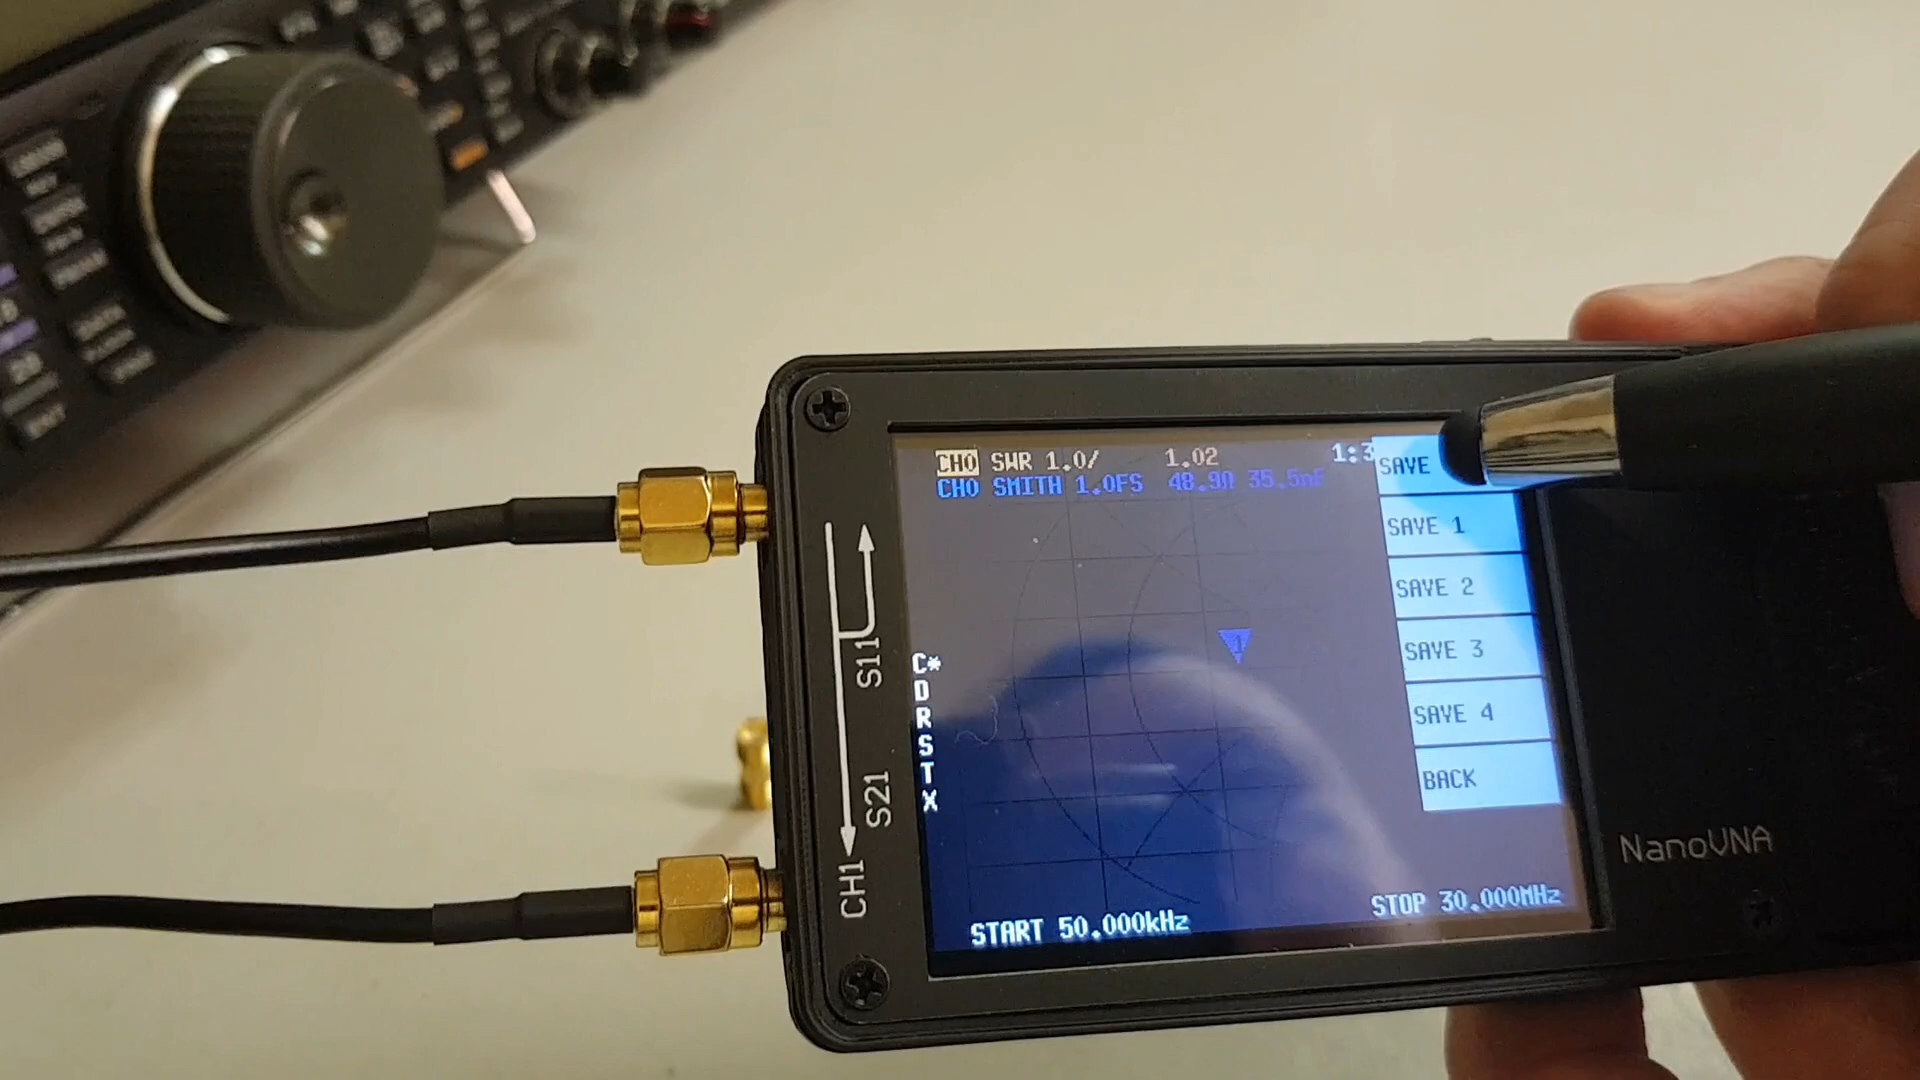 CH0 SWR 1.0/ 1.02 1:3
CH0 SMITH 1.0FS 48.9Ω 35.5nF
SAVE
SAVE 1
SAVE 2
SAVE 3
SAVE 4
BACK
C*
D
R
S
T
X
START 50.000kHz
STOP 30.000MHz
S11
S21
CH1
NanoVNA